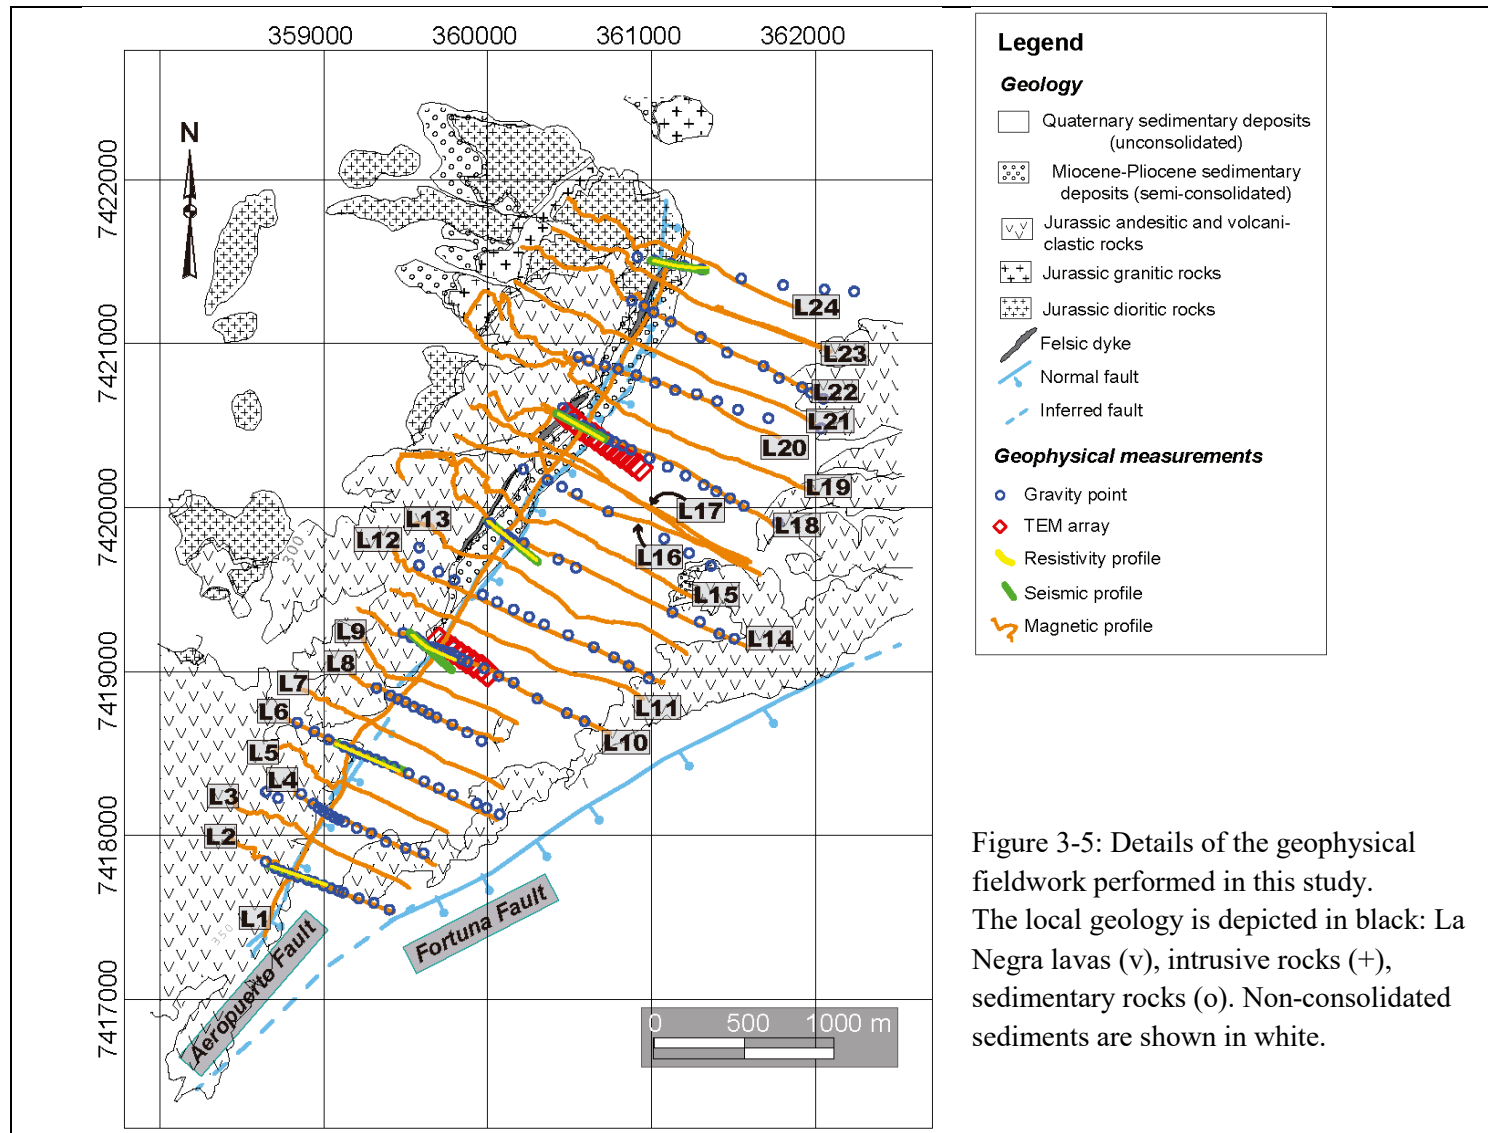 359000 360000 361000 362000
N
7422000
7421000
7420000
7419000
7418000
7417000
L24
L23
L22
L21
L20
L19
L18
L17
L16
L15
L14
L13
L12
L11
L10
L9
L8
L7
L6
L5
L4
L3
L2
L1
300
350
Aeropuerto Fault
Fortuna Fault
0 500 1000 m
Legend
Geology
Quaternary sedimentary deposits
(unconsolidated)
Miocene-Pliocene sedimentary
deposits (semi-consolidated)
Jurassic andesitic and volcani-
clastic rocks
Jurassic granitic rocks
Jurassic dioritic rocks
Felsic dyke
Normal fault
Inferred fault
Geophysical measurements
Gravity point
TEM array
Resistivity profile
Seismic profile
Magnetic profile
Figure 3-5: Details of the geophysical
fieldwork performed in this study.
The local geology is depicted in black: La
Negra lavas (v), intrusive rocks (+),
sedimentary rocks (o). Non-consolidated
sediments are shown in white.